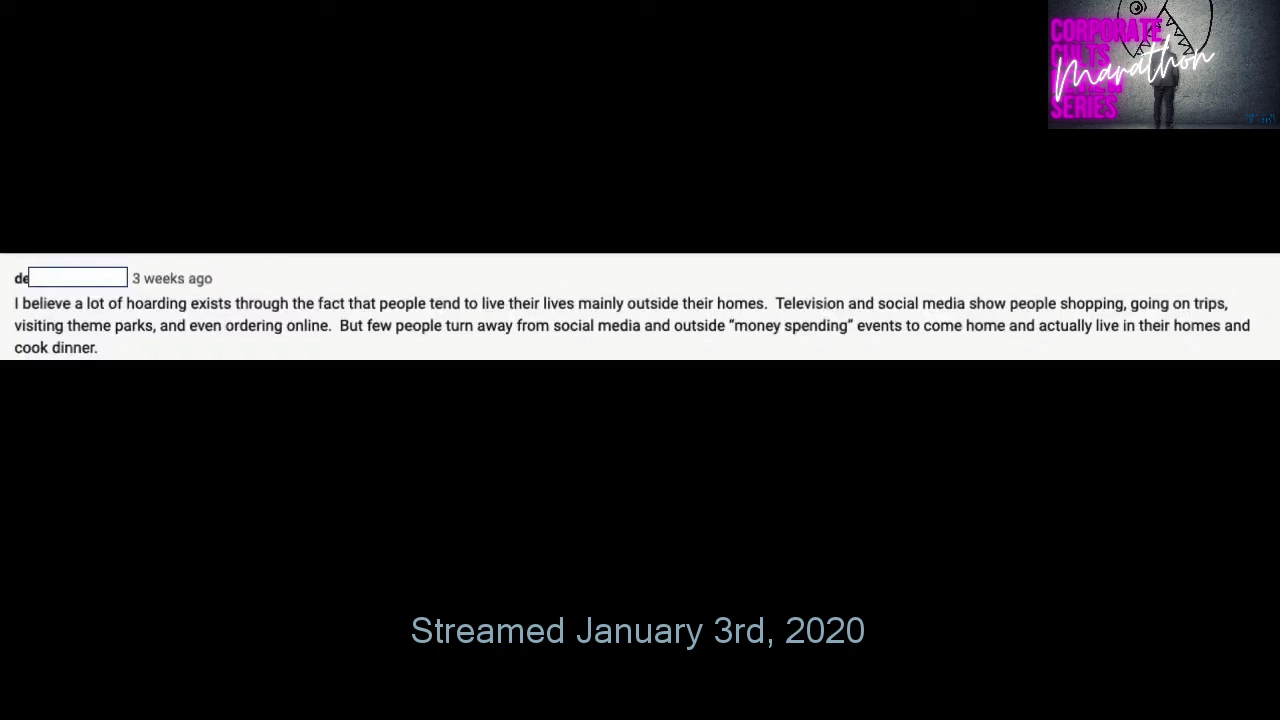 CORPORATE
CULTS
Marathon
SERIES
de
3 weeks ago
I believe a lot of hoarding exists through the fact that people tend to live their lives mainly outside their homes.  Television and social media show people shopping, going on trips,
visiting theme parks, and even ordering online.  But few people turn away from social media and outside “money spending” events to come home and actually live in their homes and
cook dinner.
Streamed January 3rd, 2020